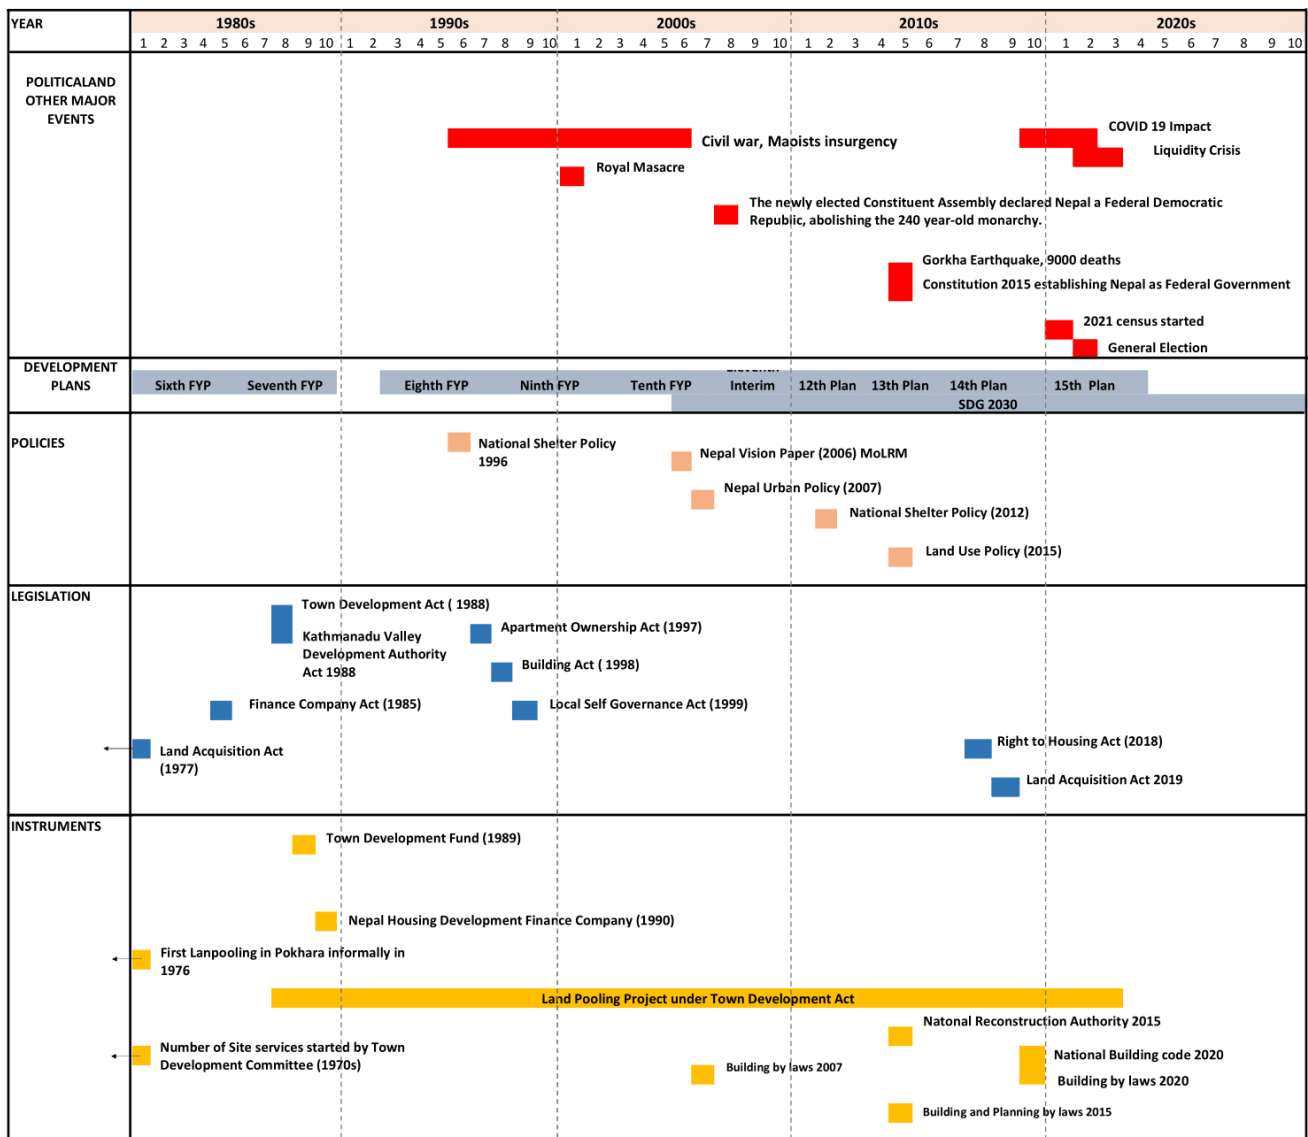 YEAR 1980s 1990s 2000s 2010s 2020s
1 2 3 4 5 6 7 8 9 10 1 2 3 4 5 6 7 8 9 10 1 2 3 4 5 6 7 8 9 10 1 2 3 4 5 6 7 8 9 10 1 2 3 4 5 6 7 8 9 10
POLITICALAND
OTHER MAJOR
EVENTS
COVID 19 Impact
Civil war, Maoists insurgency
Liquidity Crisis
Royal Masacre
The newly elected Constituent Assembly declared Nepal a Federal Democratic
Republic, abolishing the 240 year-old monarchy.
Gorkha Earthquake, 9000 deaths
Constitution 2015 establishing Nepal as Federal Government
2021 census started
General Election
DEVELOPMENT
PLANS
Eleventh
Sixth FYP Seventh FYP Eighth FYP Ninth FYP Tenth FYP Interim 12th Plan 13th Plan 14th Plan 15th Plan
SDG 2030
POLICIES
National Shelter Policy
1996
Nepal Vision Paper (2006) MoLRM
Nepal Urban Policy (2007)
National Shelter Policy (2012)
Land Use Policy (2015)
LEGISLATION
Town Development Act ( 1988)
Kathmanadu Valley
Development Authority
Act 1988
Apartment Ownership Act (1997)
Building Act ( 1998)
Finance Company Act (1985)
Local Self Governance Act (1999)
Land Acquisition Act
(1977)
Right to Housing Act (2018)
Land Acquisition Act 2019
INSTRUMENTS
Town Development Fund (1989)
Nepal Housing Development Finance Company (1990)
First Lanpooling in Pokhara informally in
1976
Land Pooling Project under Town Development Act
Natonal Reconstruction Authority 2015
Number of Site services started by Town
Development Committee (1970s)
National Building code 2020
Building by laws 2007
Building by laws 2020
Building and Planning by laws 2015